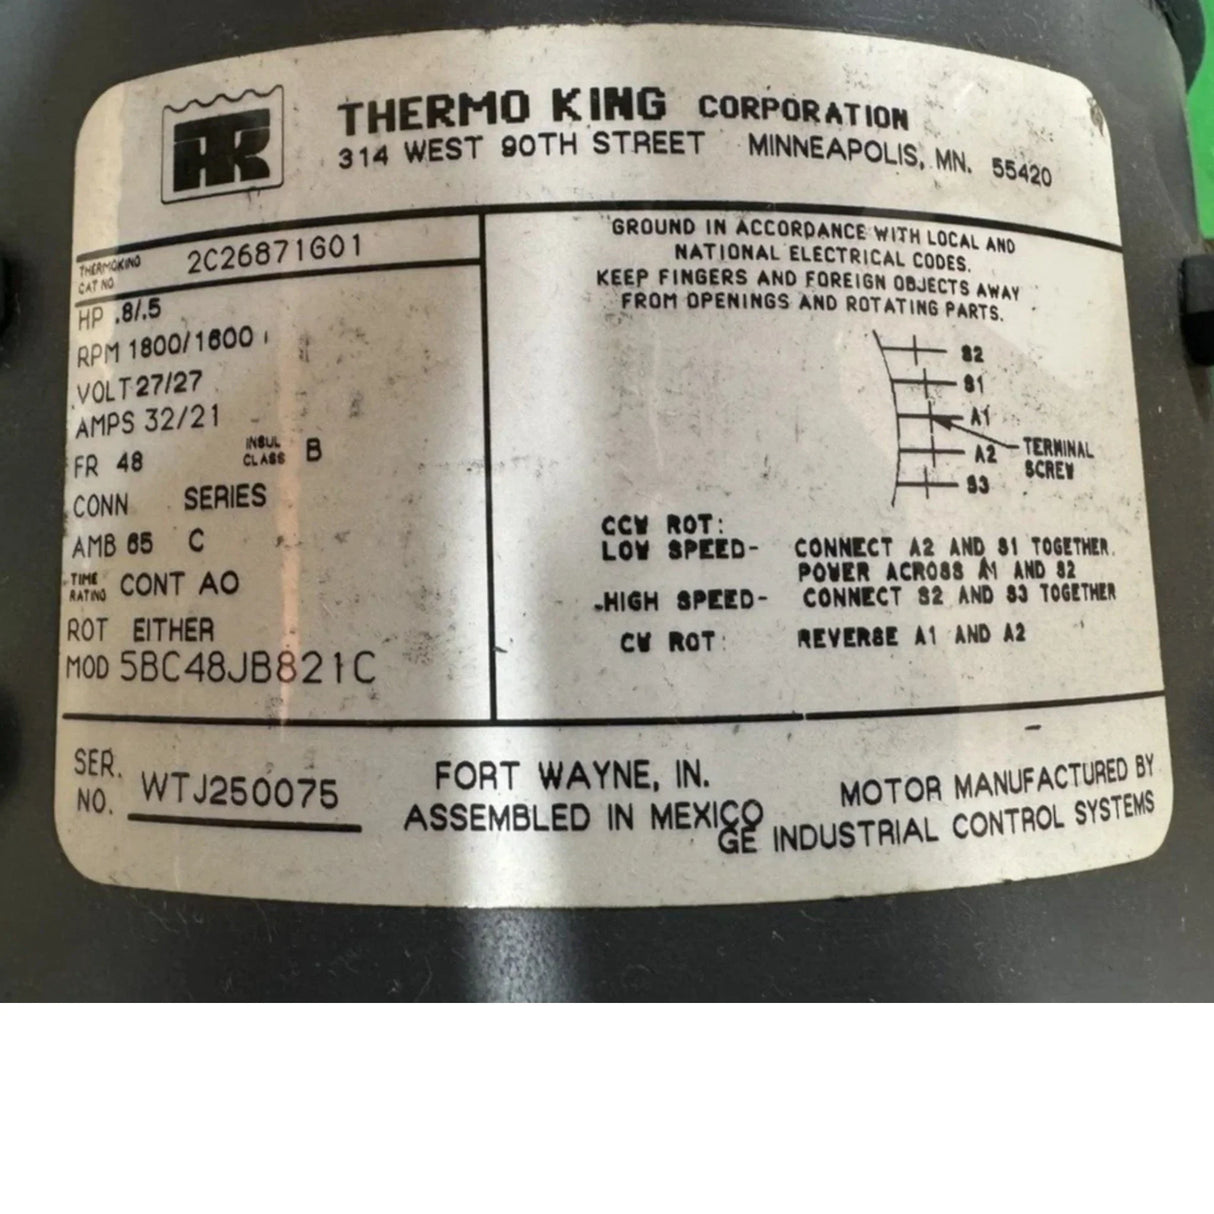 TK
THERMO KING CORPORATION
314 WEST 90TH STREET MINNEAPOLIS, MN. 55420
THERMOKING CAT NO 2C26871G01
HP .8/.5
RPM 1800/1600
VOLT 27/27
AMPS 32/21
FR 48 INSUL CLASS B
CONN SERIES
AMB 65 C
TIME RATING CONT AO
ROT EITHER
MOD 5BC48JB821C
GROUND IN ACCORDANCE WITH LOCAL AND
NATIONAL ELECTRICAL CODES.
KEEP FINGERS AND FOREIGN OBJECTS AWAY
FROM OPENINGS AND ROTATING PARTS.
S2
S1
A1
A2
S3
TERMINAL
SCREW
CCW ROT:
LOW SPEED- CONNECT A2 AND S1 TOGETHER.
POWER ACROSS A1 AND S2
HIGH SPEED- CONNECT S2 AND S3 TOGETHER
CW ROT: REVERSE A1 AND A2
SER. NO. WTJ250075
FORT WAYNE, IN.
ASSEMBLED IN MEXICO
MOTOR MANUFACTURED BY
GE INDUSTRIAL CONTROL SYSTEMS